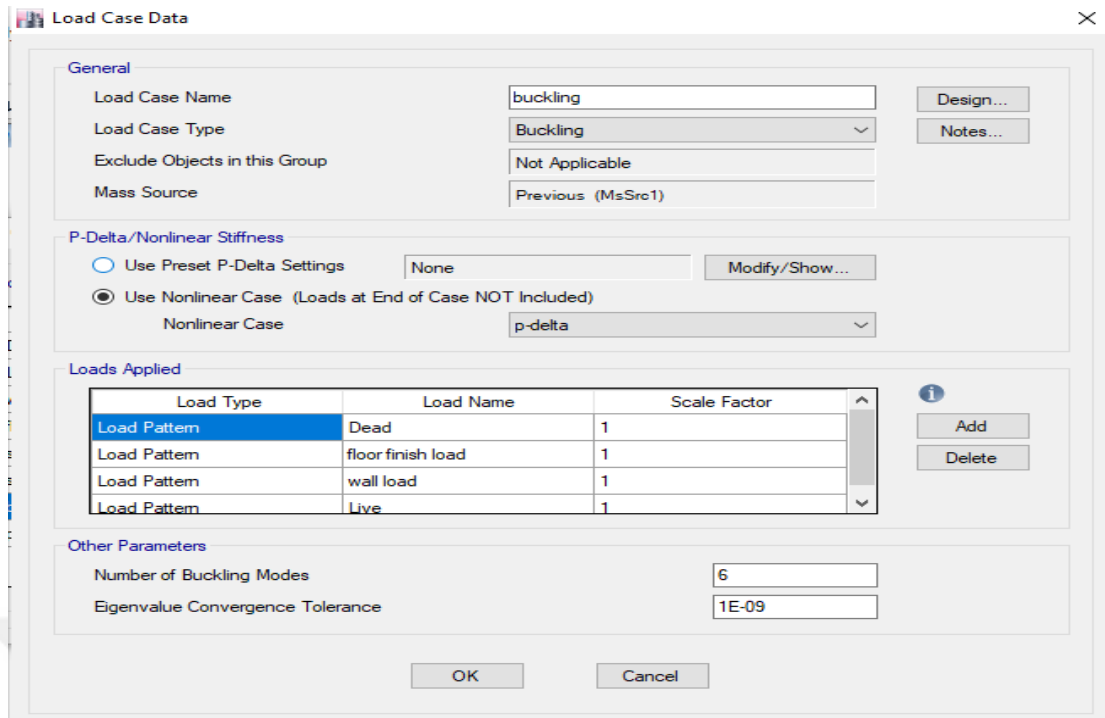 Load Case Data
General
Load Case Name buckling Design...
Load Case Type Buckling Notes...
Exclude Objects in this Group Not Applicable
Mass Source Previous (MsSrc1)
P-Delta/Nonlinear Stiffness
Use Preset P-Delta Settings None Modify/Show...
Use Nonlinear Case (Loads at End of Case NOT Included)
Nonlinear Case p-delta
Loads Applied
Load Type Load Name Scale Factor
Load Pattern Dead 1 Add
Load Pattern floor finish load 1 Delete
Load Pattern wall load 1
Load Pattern Live 1
Other Parameters
Number of Buckling Modes 6
Eigenvalue Convergence Tolerance 1E-09
OK Cancel